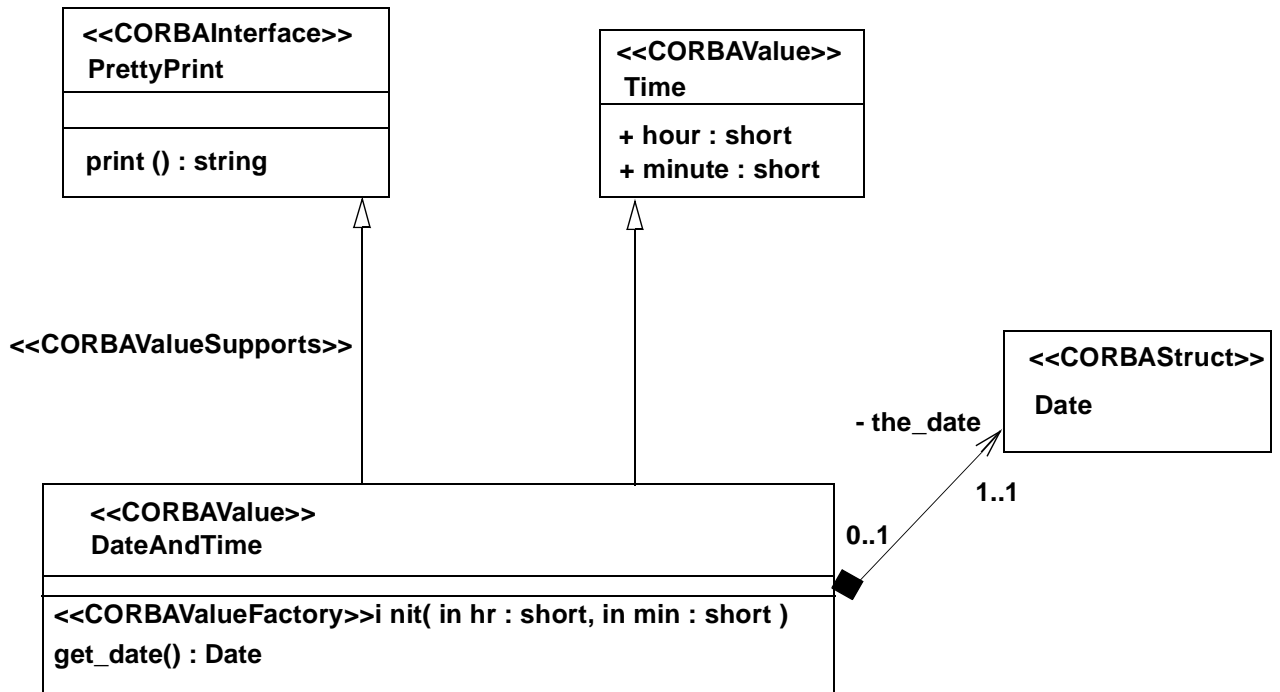 <<CORBAInterface>>
PrettyPrint
print () : string
<<CORBAValue>>
Time
+ hour : short
+ minute : short
<<CORBAValueSupports>>
<<CORBAStruct>>
Date
- the_date
1..1
0..1
<<CORBAValue>>
DateAndTime
<<CORBAValueFactory>>i nit( in hr : short, in min : short )
get_date() : Date